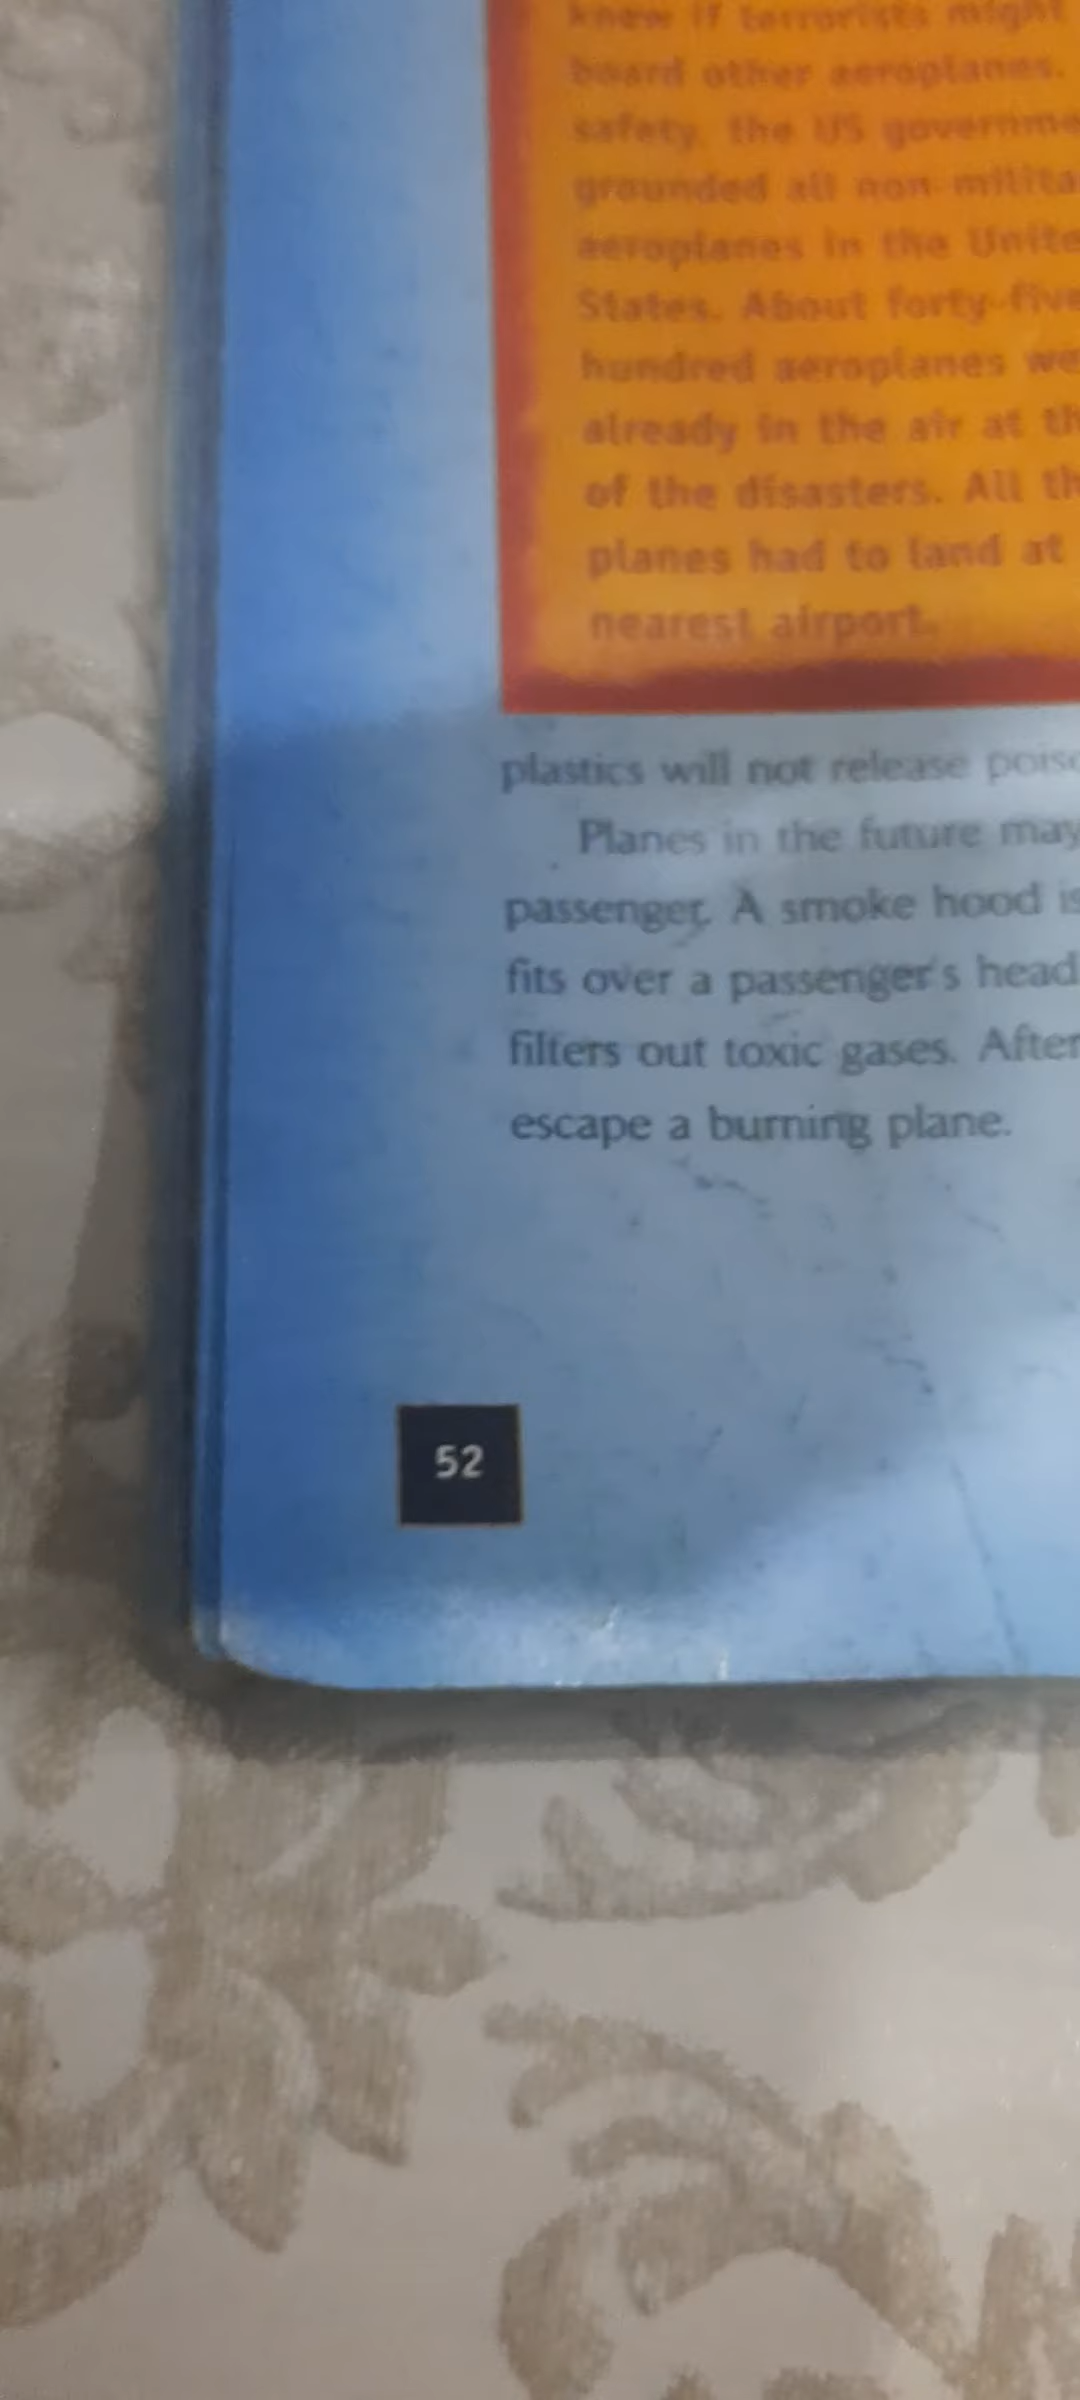 knew if terrorists might
board other aeroplanes.
safety, the US governme
grounded all non-milita
aeroplanes in the Unite
States. About forty-five
hundred aeroplanes we
already in the air at th
of the disasters. All th
planes had to land at
nearest airport.
plastics will not release poiso
Planes in the future may
passenger. A smoke hood is
fits over a passenger's head
filters out toxic gases. After
escape a burning plane.
52